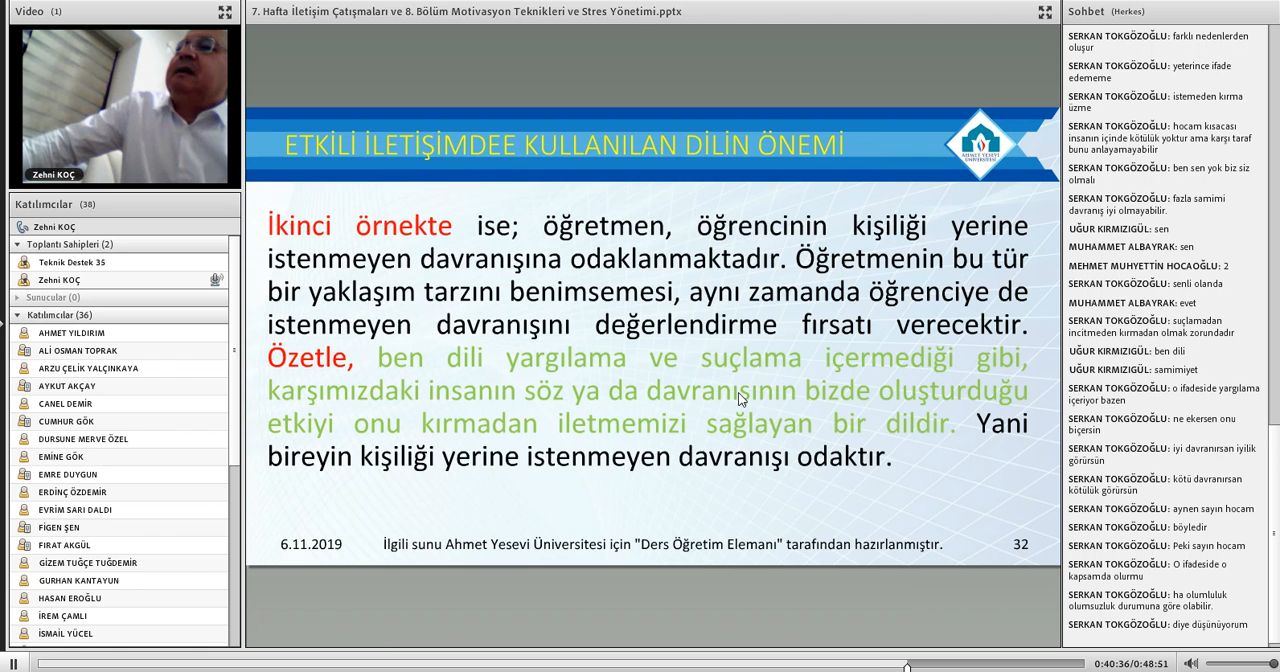 Video (1)
Zehni KOÇ
Katılımcılar (38)
Zehni KOÇ
Toplantı Sahipleri (2)
Teknik Destek 35
Zehni KOÇ
Sunucular (0)
Katılımcılar (36)
AHMET YILDIRIM
ALİ OSMAN TOPRAK
ARZU ÇELİK YALÇINKAYA
AYKUT AKÇAY
CANEL DEMİR
CUMHUR GÖK
DURSUNE MERVE ÖZEL
EMİNE GÖK
EMRE DUYGUN
ERDİNÇ ÖZDEMİR
EVRİM SARI DALDI
FİGEN ŞEN
FIRAT AKGÜL
GİZEM TUĞÇE TUĞDEMİR
GURHAN KANTAYUN
HASAN EROĞLU
İREM ÇAMLI
İSMAİL YÜCEL
7. Hafta İletişim Çatışmaları ve 8. Bölüm Motivasyon Teknikleri ve Stres Yönetimi.pptx
ETKİLİ İLETİŞİMDEE KULLANILAN DİLİN ÖNEMİ
AHMET YESEVİ
ÜNİVERSİTESİ
İkinci örnekte ise; öğretmen, öğrencinin kişiliği yerine
istenmeyen davranışına odaklanmaktadır. Öğretmenin bu tür
bir yaklaşım tarzını benimsemesi, aynı zamanda öğrenciye de
istenmeyen davranışını değerlendirme fırsatı verecektir.
Özetle, ben dili yargılama ve suçlama içermediği gibi,
karşımızdaki insanın söz ya da davranışının bizde oluşturduğu
etkiyi onu kırmadan iletmemizi sağlayan bir dildir. Yani
bireyin kişiliği yerine istenmeyen davranışı odaktır.
6.11.2019
İlgili sunu Ahmet Yesevi Üniversitesi için "Ders Öğretim Elemanı" tarafından hazırlanmıştır.
32
Sohbet (Herkes)
SERKAN TOKGÖZOĞLU: farklı nedenlerden
oluşur
SERKAN TOKGÖZOĞLU: yeterince ifade
edememe
SERKAN TOKGÖZOĞLU: istemeden kırma
üzme
SERKAN TOKGÖZOĞLU: hocam kısacası
insanın içinde kötülük yoktur ama karşı taraf
bunu anlayamayabilir
SERKAN TOKGÖZOĞLU: ben sen yok biz siz
olmalı
SERKAN TOKGÖZOĞLU: fazla samimi
davranış iyi olmayabilir.
UĞUR KIRMIZIGÜL: sen
MUHAMMET ALBAYRAK: sen
MEHMET MUHYETTİN HOCAOĞLU: 2
SERKAN TOKGÖZOĞLU: senli olanda
MUHAMMET ALBAYRAK: evet
SERKAN TOKGÖZOĞLU: suçlamadan
incitmeden kırmadan olmak zorundadır
UĞUR KIRMIZIGÜL: ben dili
UĞUR KIRMIZIGÜL: samimiyet
SERKAN TOKGÖZOĞLU: o ifadeside yargılama
içeriyor bazen
SERKAN TOKGÖZOĞLU: ne ekersen onu
biçersin
SERKAN TOKGÖZOĞLU: iyi davranırsan iyilik
görürsün
SERKAN TOKGÖZOĞLU: kötü davranırsan
kötülük görürsün
SERKAN TOKGÖZOĞLU: aynen sayın hocam
SERKAN TOKGÖZOĞLU: böyledir
SERKAN TOKGÖZOĞLU: Peki sayın hocam
SERKAN TOKGÖZOĞLU: O ifadeside o
kapsamda olurmu
SERKAN TOKGÖZOĞLU: ha olumluluk
olumsuzluk durumuna göre olabilir.
SERKAN TOKGÖZOĞLU: diye düşünüyorum
0:40:36/0:48:51